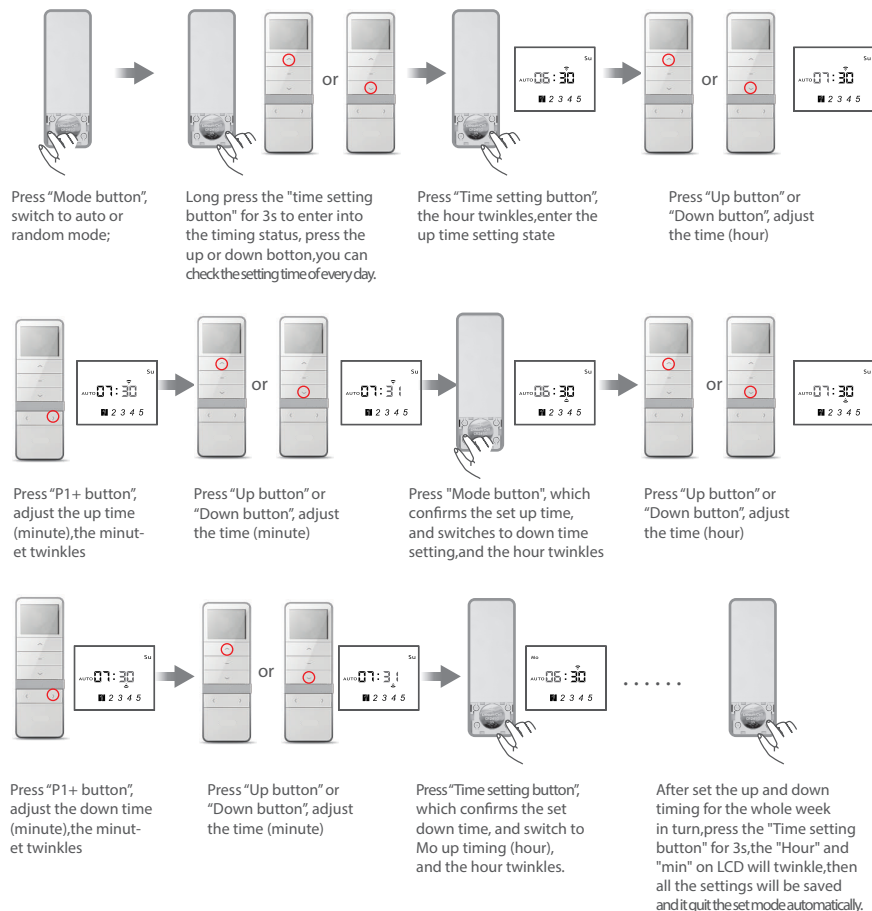 or
or
Su
AUTO 06:30
1 2 3 4 5
Su
AUTO 07:30
1 2 3 4 5
Press "Mode button",
switch to auto or
random mode;
Long press the "time setting
button" for 3s to enter into
the timing status, press the
up or down botton,you can
check the setting time of every day.
Press "Time setting button",
the hour twinkles,enter the
up time setting state
Press "Up button" or
"Down button", adjust
the time (hour)
Su
AUTO 07:30
1 2 3 4 5
or
Su
AUTO 07:31
1 2 3 4 5
Su
AUTO 06:30
1 2 3 4 5
or
Su
AUTO 07:30
1 2 3 4 5
Press "P1+ button",
adjust the up time
(minute),the minut-
et twinkles
Press "Up button" or
"Down button", adjust
the time (minute)
Press "Mode button", which
confirms the set up time,
and switches to down time
setting,and the hour twinkles
Press "Up button" or
"Down button", adjust
the time (hour)
Su
AUTO 07:30
1 2 3 4 5
or
Su
AUTO 07:31
1 2 3 4 5
Mo
AUTO 06:30
1 2 3 4 5
......
Press "P1+ button",
adjust the down time
(minute),the minut-
et twinkles
Press "Up button" or
"Down button", adjust
the time (minute)
Press "Time setting button",
which confirms the set
down time, and switch to
Mo up timing (hour),
and the hour twinkles.
After set the up and down
timing for the whole week
in turn,press the "Time setting
button" for 3s,the "Hour" and
"min" on LCD will twinkle,then
all the settings will be saved
and it quit the set mode automatically.